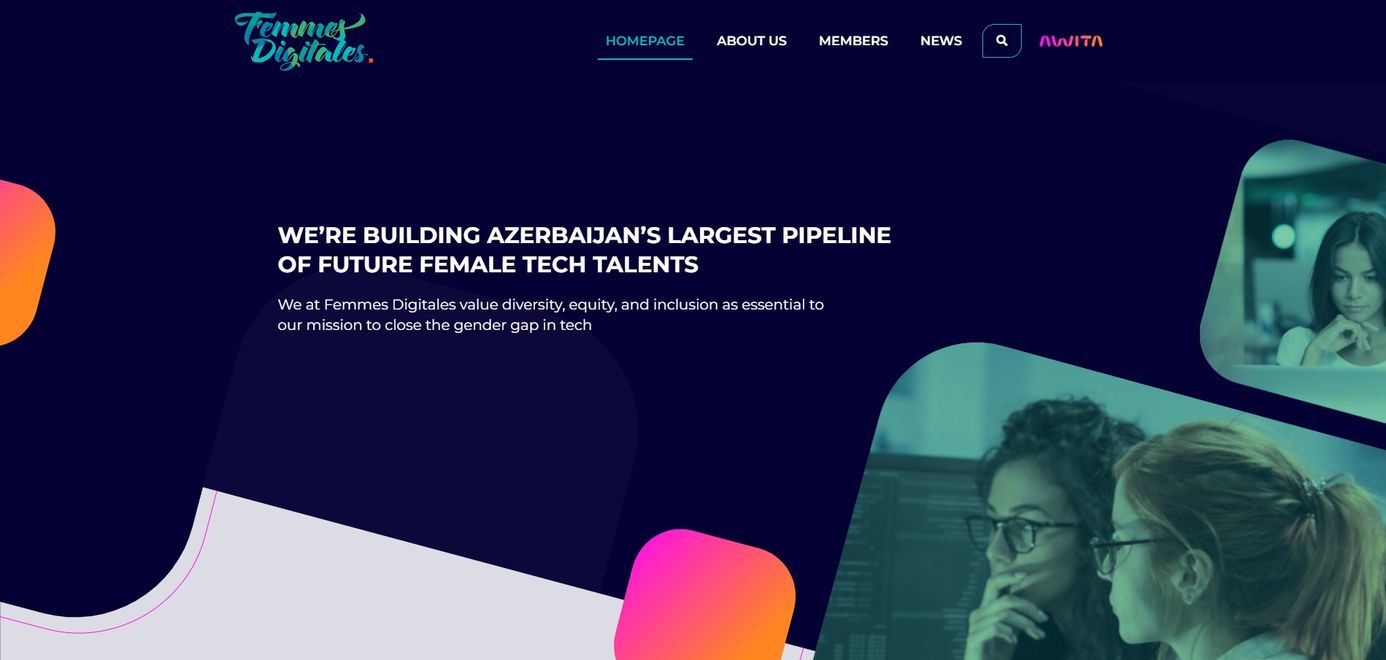 Femmes
Digitales.
HOMEPAGE
ABOUT US
MEMBERS
NEWS
AWITA
WE’RE BUILDING AZERBAIJAN’S LARGEST PIPELINE
OF FUTURE FEMALE TECH TALENTS
We at Femmes Digitales value diversity, equity, and inclusion as essential to
our mission to close the gender gap in tech